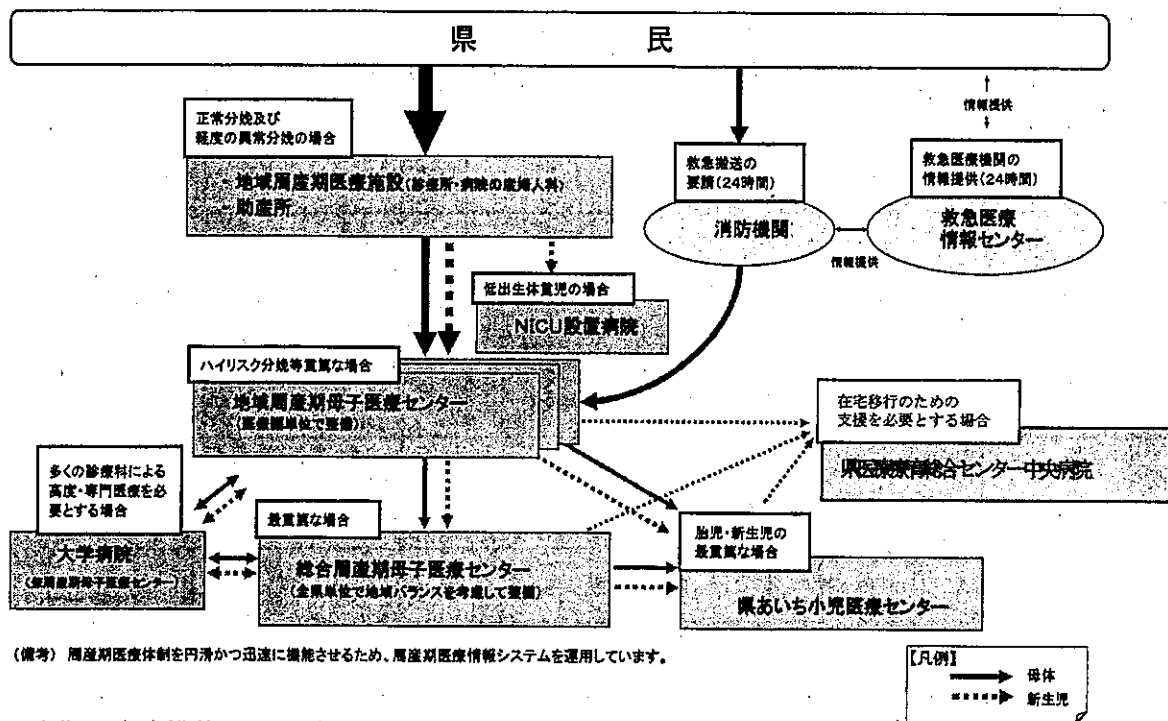 県 民
情報提供
正常分娩及び
軽度の異常分娩の場合
・地域周産期医療施設(診療所・病院の産婦人科)
・助産所
救急搬送の
要請(24時間)
消防機関
救急医療機関の
情報提供(24時間)
救急医療
情報センター
情報提供
低出生体重児の場合
NICU設置病院
ハイリスク分娩等重篤な場合
地域周産期母子医療センター
(医療圏単位で整備)
在宅移行のための
支援を必要とする場合
県医療療育総合センター中央病院
多くの診療科による
高度・専門医療を必
要とする場合
大学病院
周産期母子医療センター)
最重篤な場合
総合周産期母子医療センター
(全県単位で地域バランスを考慮して整備)
胎児・新生児の
最重篤な場合
県あいち小児医療センター
(備考) 周産期医療体制を円滑かつ迅速に機能させるため、周産期医療情報システムを運用しています。
【凡例】
母体
新生児